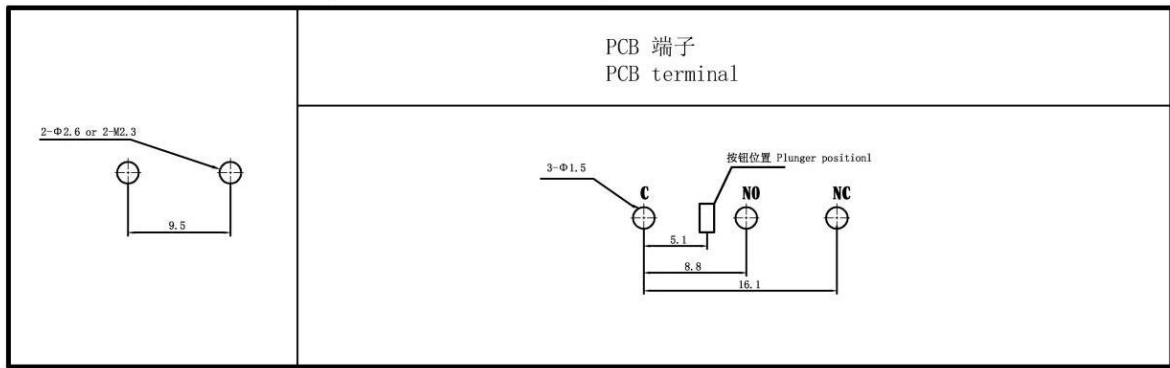 PCB 端子
PCB terminal
2-Φ2.6 or 2-M2.3
9.5
3-Φ1.5
按钮位置 Plunger position1
C
NO
NC
5.1
8.8
16.1